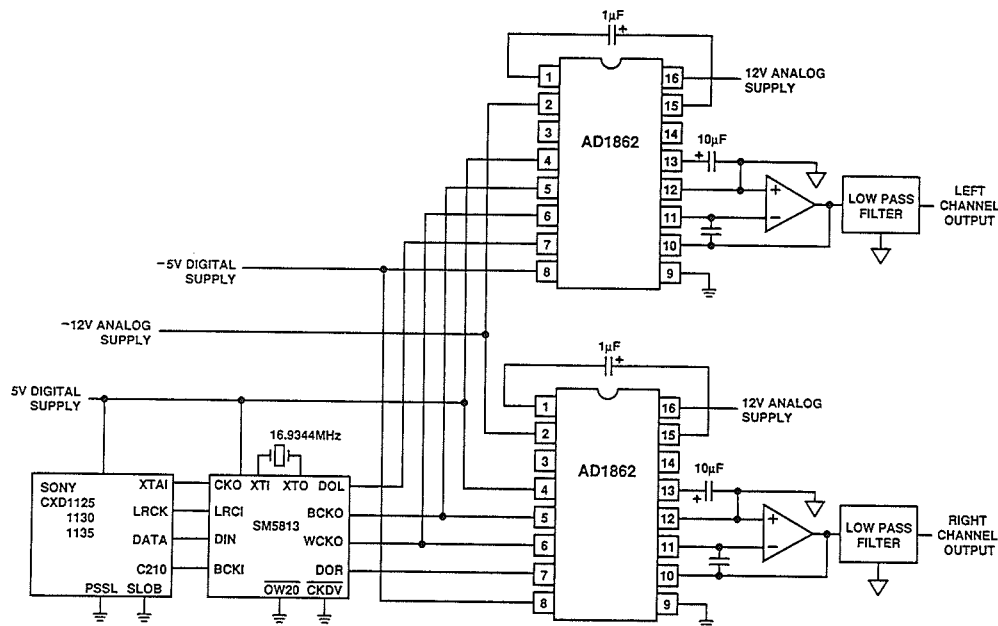 1µF
+
1
2
3
4
5
6
7
8
AD1862
16
15
14
13
12
11
10
9
12V ANALOG
SUPPLY
10µF
+
+
−
LOW PASS
FILTER
LEFT
CHANNEL
OUTPUT
−5V DIGITAL
SUPPLY
−12V ANALOG
SUPPLY
5V DIGITAL
SUPPLY
1µF
+
1
2
3
4
5
6
7
8
AD1862
16
15
14
13
12
11
10
9
12V ANALOG
SUPPLY
10µF
+
+
−
LOW PASS
FILTER
RIGHT
CHANNEL
OUTPUT
16.9344MHz
SONY
CXD1125
1130
1135
XTAI
LRCK
DATA
C210
PSSL SLOB
CKO XTI XTO DOL
LRCI
SM5813
BCKO
DIN
WCKO
BCKI
DOR
OW20 CKDV